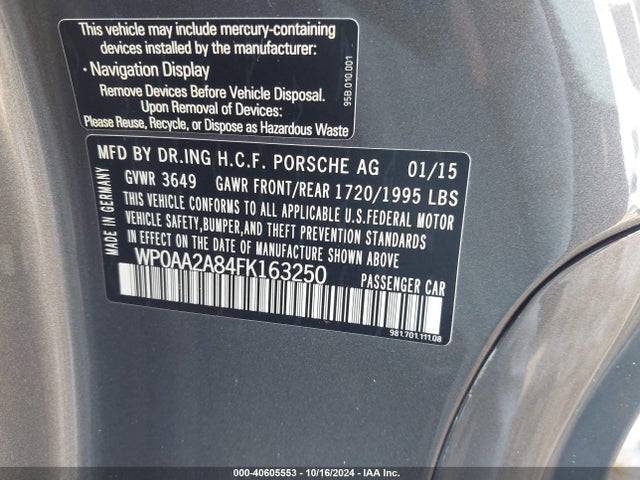 This vehicle may include mercury-containing
devices installed by the manufacturer:
· Navigation Display
Remove Devices Before Vehicle Disposal.
Upon Removal of Devices:
Please Reuse, Recycle, or Dispose as Hazardous Waste
95B.010.001
MFD BY DR.ING H.C.F. PORSCHE AG 01/15
GVWR 3649 GAWR FRONT/REAR 1720/1995 LBS
THIS VEHICLE CONFORMS TO ALL APPLICABLE U.S.FEDERAL MOTOR
VEHICLE SAFETY,BUMPER,AND THEFT PREVENTION STANDARDS
IN EFFECT ON THE DATE OF MANUFACTURE SHOWN ABOVE
WP0AA2A84FK163250
PASSENGER CAR
MADE IN GERMANY
981.701.111.08
000-40605553 - 10/16/2024 - IAA Inc.